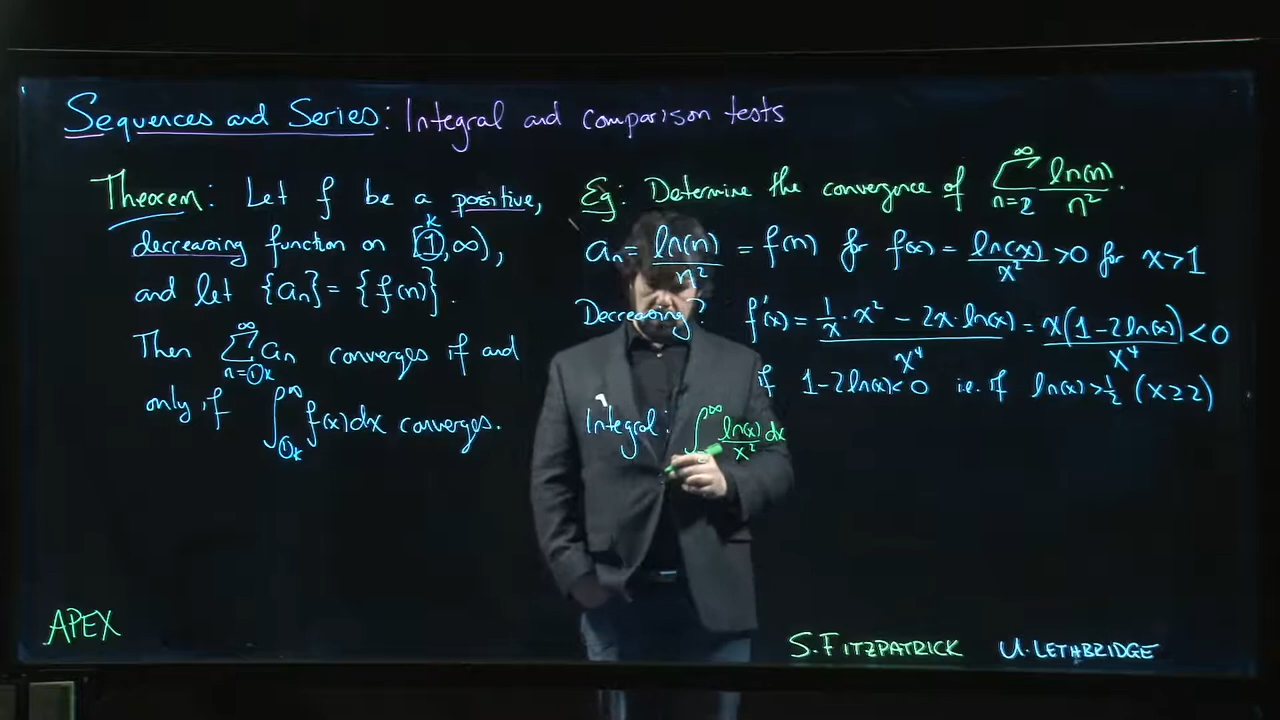 Sequences and Series: Integral and comparison tests
Theorem: Let f be a positive,
decreasing function on [①,∞),
k
and let {aₙ} = {f(n)}.
Then ∑_{n=①k}^{∞} aₙ converges if and
only if ∫_{①k}^{∞} f(x)dx converges.
Eg: Determine the convergence of ∑_{n=2}^{∞} ln(n)/n².
aₙ = ln(n)/n² = f(n) for f(x) = ln(x)/x² >0 for x>1
Decreasing? f'(x) = (1/x · x² − 2x·ln(x))/x⁴ = x(1−2ln(x))/x⁴ <0
if 1−2ln(x)<0 i.e. if ln(x)>1/2 (x≥2)
Integral: ∫^{∞} ln(x)/x² dx
APEX
S. FITZPATRICK U. LETHBRIDGE